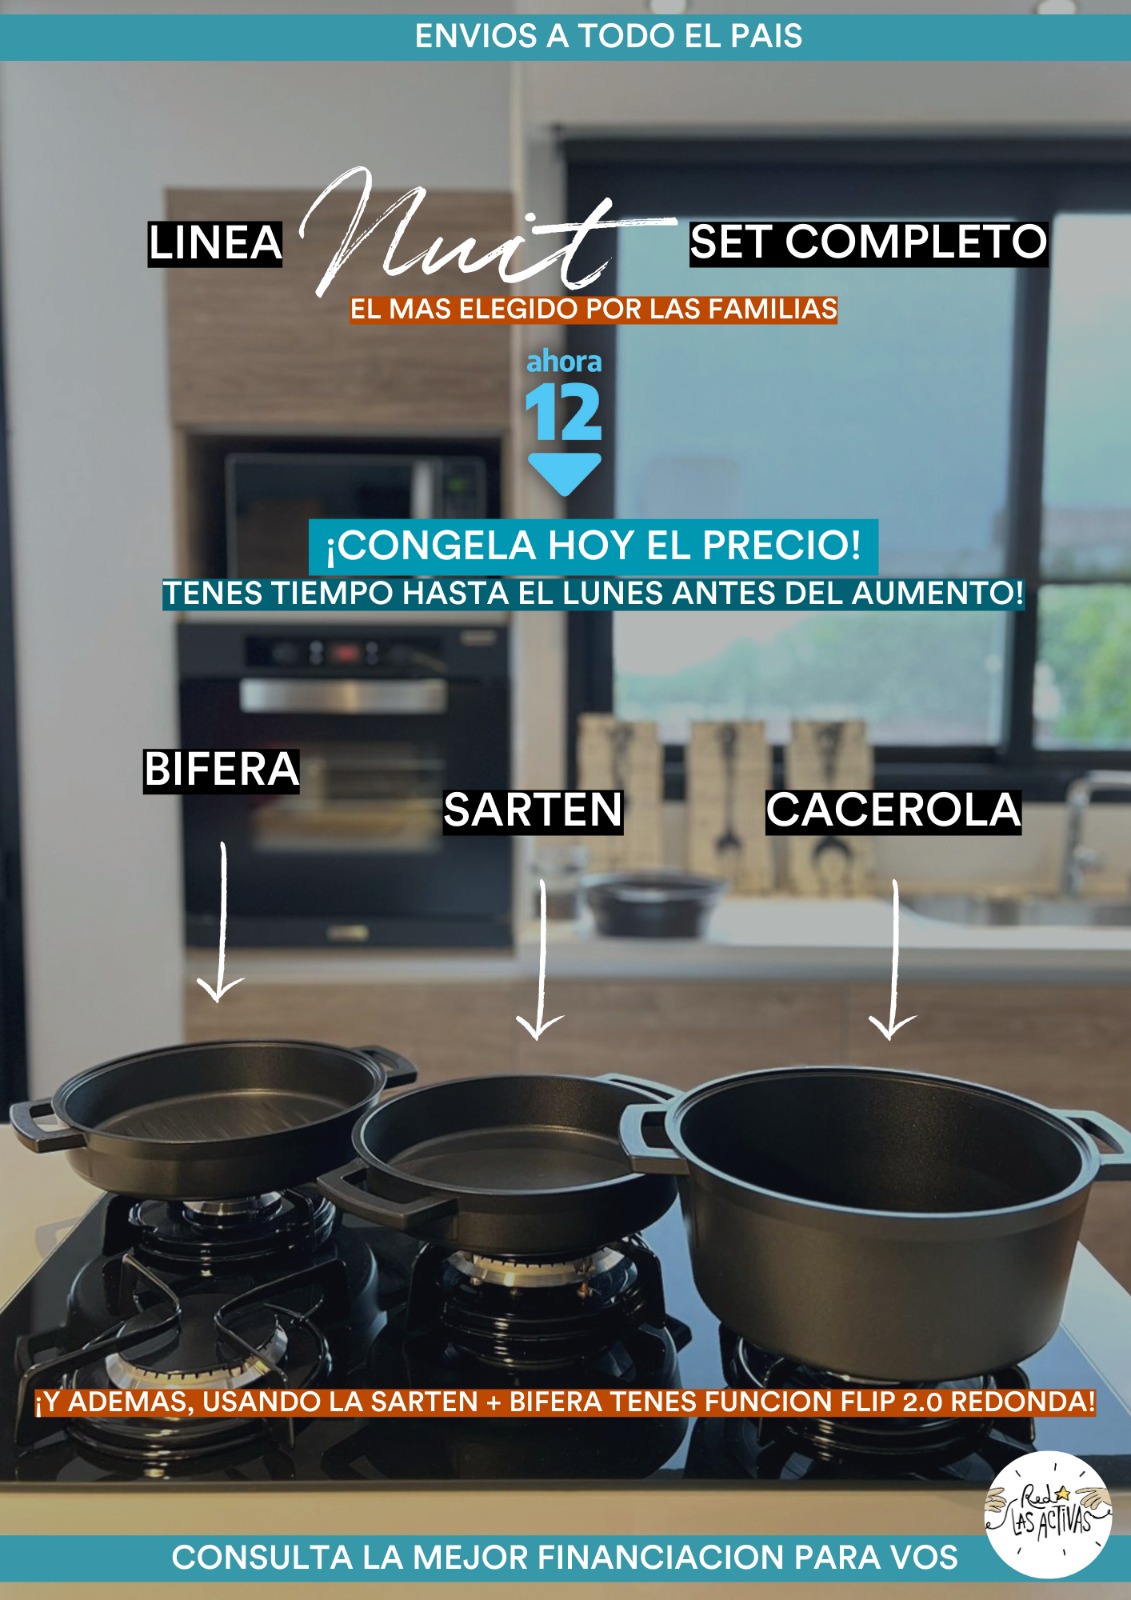 ENVIOS A TODO EL PAIS
LINEA Nuit SET COMPLETO
EL MAS ELEGIDO POR LAS FAMILIAS
ahora
12
¡CONGELA HOY EL PRECIO!
TENES TIEMPO HASTA EL LUNES ANTES DEL AUMENTO!
BIFERA
SARTEN
CACEROLA
¡Y ADEMAS, USANDO LA SARTEN + BIFERA TENES FUNCION FLIP 2.0 REDONDA!
Red
LAS ACTIVAS
CONSULTA LA MEJOR FINANCIACION PARA VOS